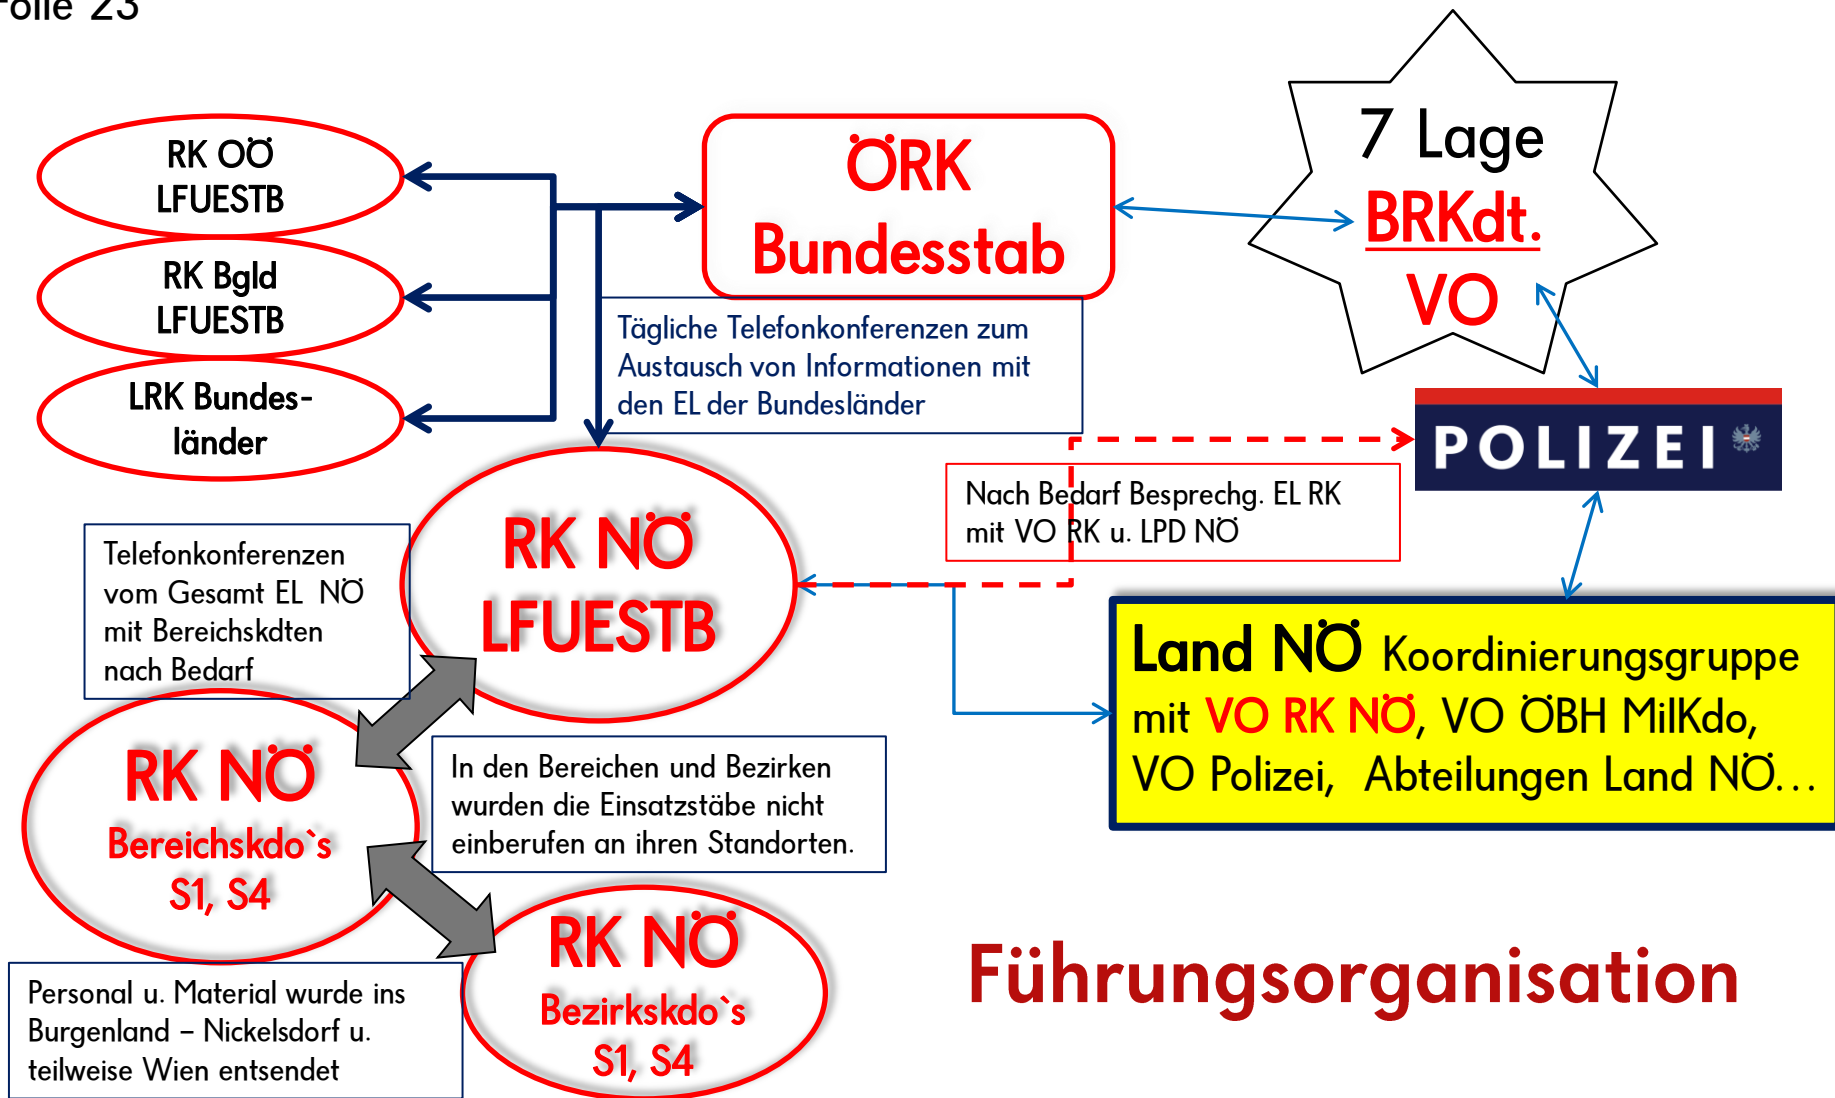 Folie 23
RK OÖ
LFUESTB
RK Bgld
LFUESTB
LRK Bundes-
länder
ÖRK
Bundesstab
7 Lage
BRKdt.
VO
Tägliche Telefonkonferenzen zum
Austausch von Informationen mit
den EL der Bundesländer
POLIZEI
Nach Bedarf Besprechg. EL RK
mit VO RK u. LPD NÖ
RK NÖ
LFUESTB
Telefonkonferenzen
vom Gesamt EL NÖ
mit Bereichskdten
nach Bedarf
Land NÖ Koordinierungsgruppe
mit VO RK NÖ, VO ÖBH MilKdo,
VO Polizei, Abteilungen Land NÖ...
RK NÖ
Bereichskdo`s
S1, S4
In den Bereichen und Bezirken
wurden die Einsatzstäbe nicht
einberufen an ihren Standorten.
RK NÖ
Bezirkskdo`s
S1, S4
Personal u. Material wurde ins
Burgenland – Nickelsdorf u.
teilweise Wien entsendet
Führungsorganisation